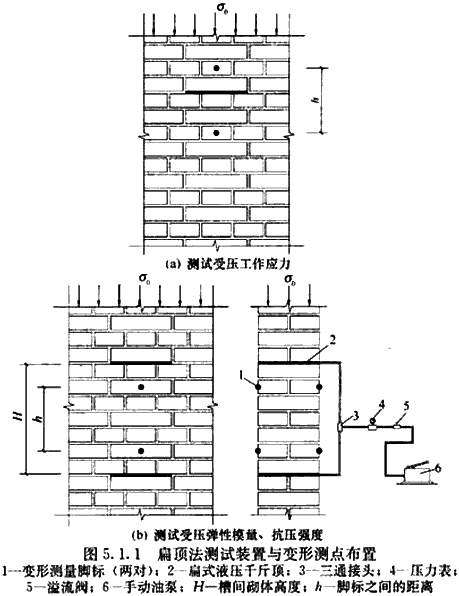 σ₀
h
(a) 测试受压工作应力
σ₀
σ₀
H
h
1
2
3
4
5
6
(b) 测试受压弹性模量、抗压强度
图 5.1.1 扁顶法测试装置与变形测点布置
1—变形测量脚标（两对）；2—扁式液压千斤顶；3—三通接头；4—压力表；
5—溢流阀；6—手动油泵；H—槽间砌体高度；h—脚标之间的距离